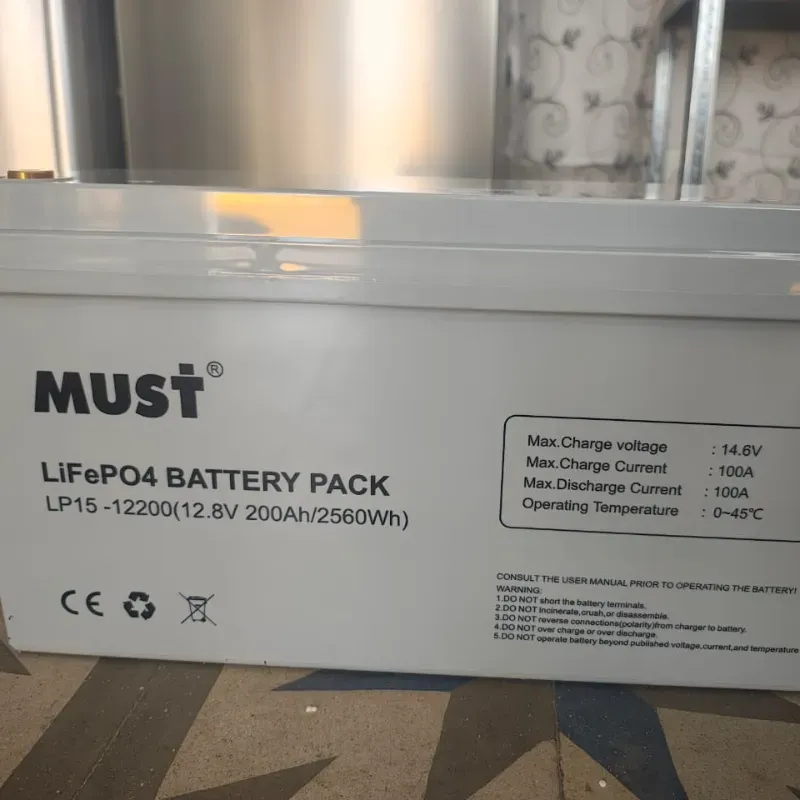 MUST®
LiFePO4 BATTERY PACK
LP15 -12200(12.8V 200Ah/2560Wh)
CE
Max.Charge voltage : 14.6V
Max.Charge Current : 100A
Max.Discharge Current : 100A
Operating Temperature : 0~45℃
CONSULT THE USER MANUAL PRIOR TO OPERATING THE BATTERY!
WARNING:
1.DO NOT short the battery terminals.
2.DO NOT incinerate,crush,or disassemble.
3.DO NOT reverse connections(polarity)from charger to battery.
4.DO NOT over charge or over discharge.
5.DO NOT operate battery beyond published voltage,current,and temperature